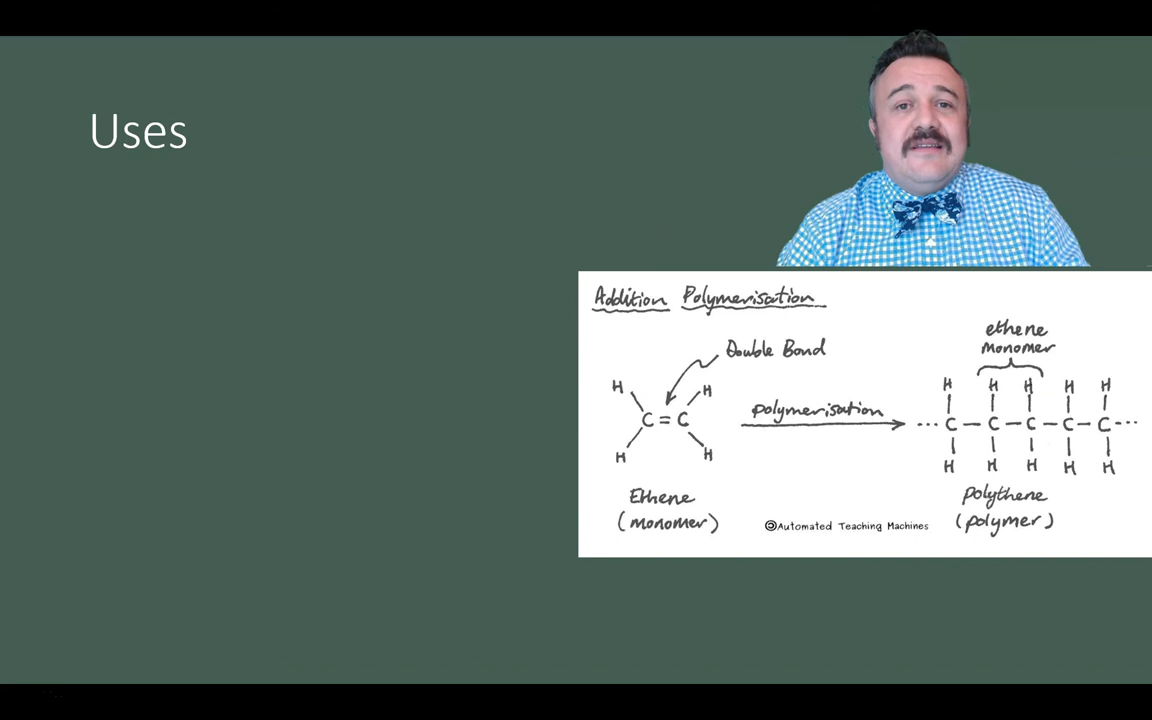 Uses
Addition Polymerisation
Double Bond
ethene
monomer
H H
C = C
H H
polymerisation
H H H H H
... C - C - C - C - C ...
H H H H H
Ethene
(monomer)
Polythene
(polymer)
©Automated Teaching Machines